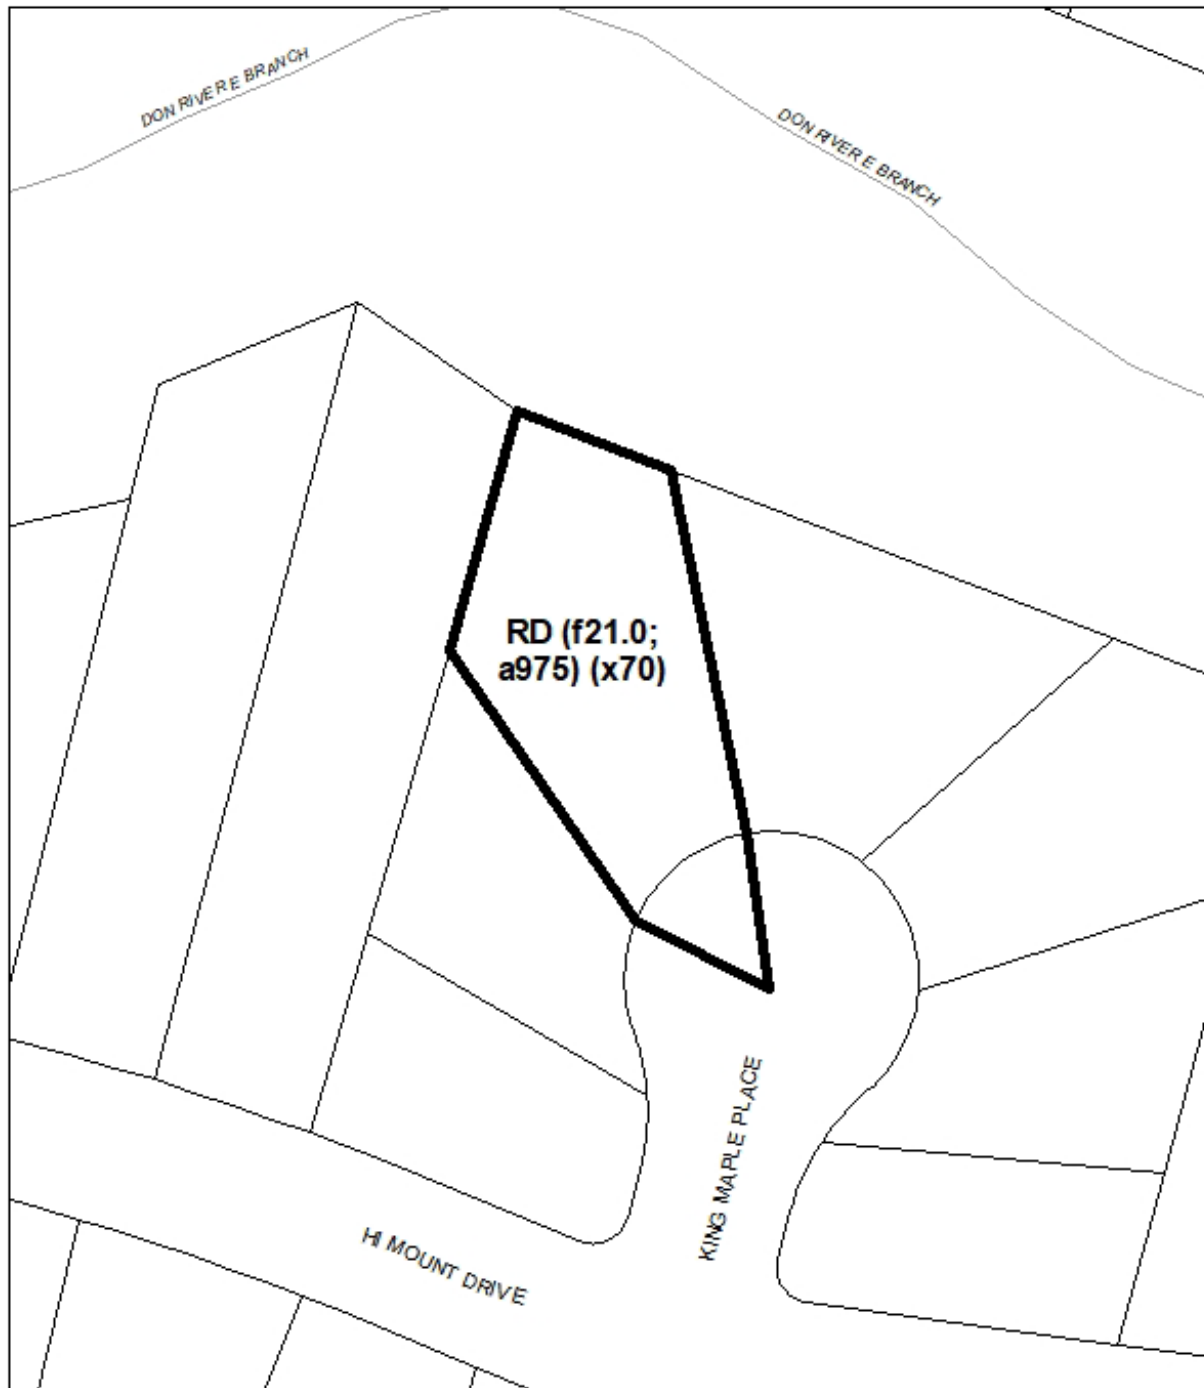 DON RIVER E BRANCH
DON RIVER E BRANCH
RD (f21.0;
a975) (x70)
KING MAPLE PLACE
HI MOUNT DRIVE